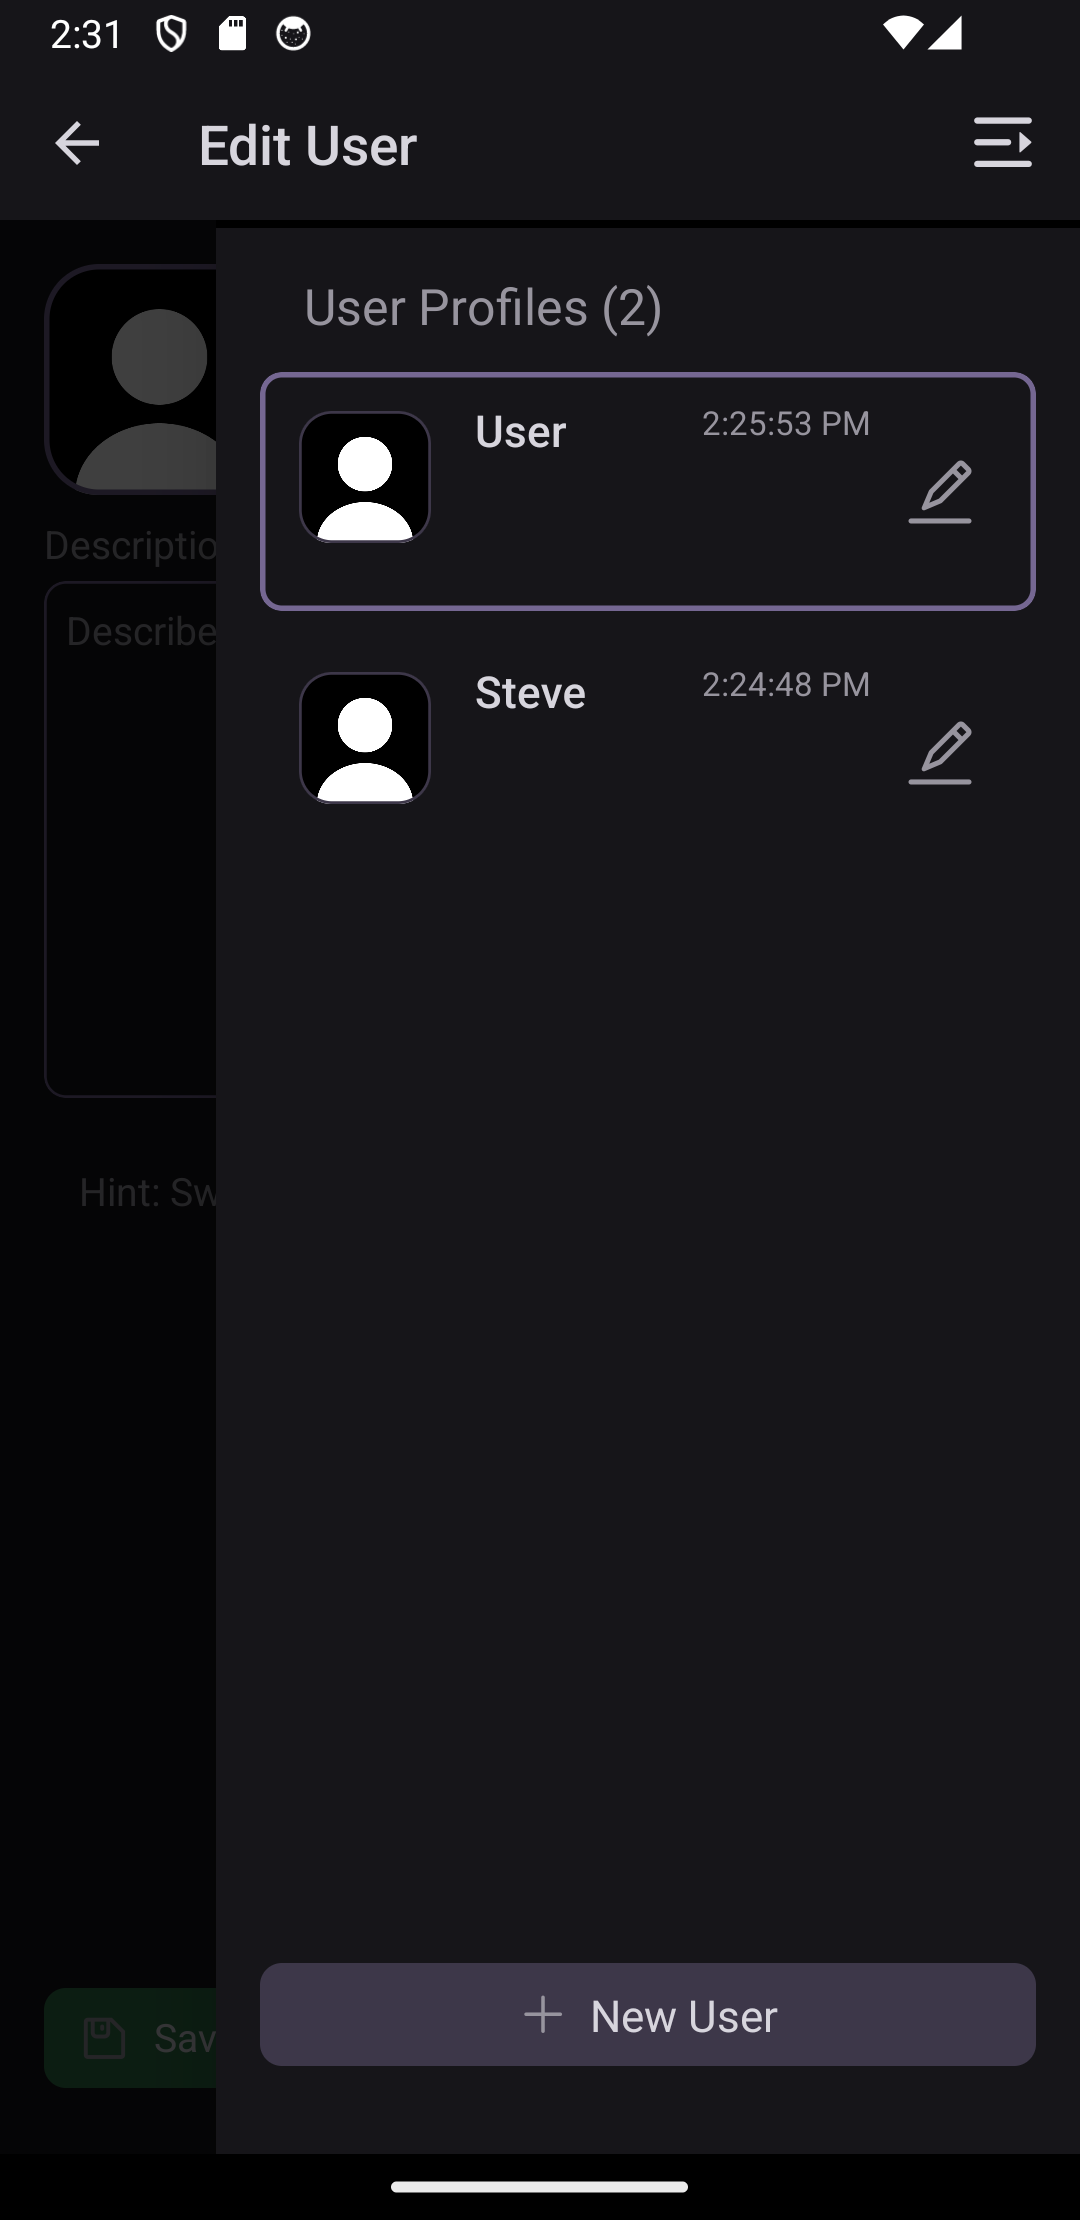 2:31
Edit User
User Profiles (2)
User
2:25:53 PM
Steve
2:24:48 PM
Descriptio
Describe
Hint: Sw
Sav
New User